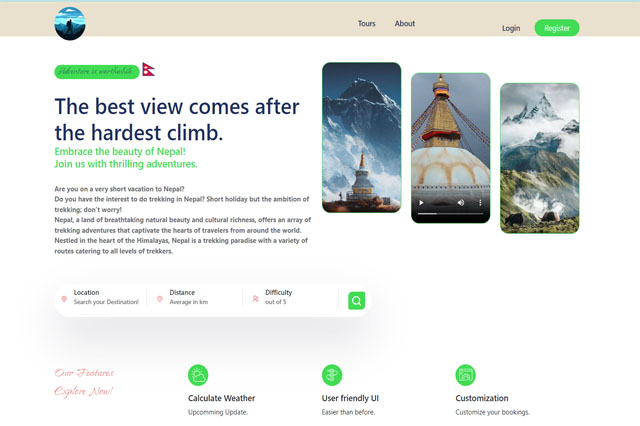 Tours
About
Login
Register
Adventure is worthwhile
The best view comes after
the hardest climb.
Embrace the beauty of Nepal!
Join us with thrilling adventures.
Are you on a very short vacation to Nepal?
Do you have the interest to do trekking in Nepal? Short holiday but the ambition of
trekking; don't worry!
Nepal, a land of breathtaking natural beauty and cultural richness, offers an array of
trekking adventures that captivate the hearts of travelers from around the world.
Nestled in the heart of the Himalayas, Nepal is a trekking paradise with a variety of
routes catering to all levels of trekkers.
Location
Search your Destination!
Distance
Average in km
Difficulty
out of 5
Our Features
Explore Now!
Calculate Weather
Upcomming Update.
User friendly UI
Easier than before.
Customization
Customize your bookings.